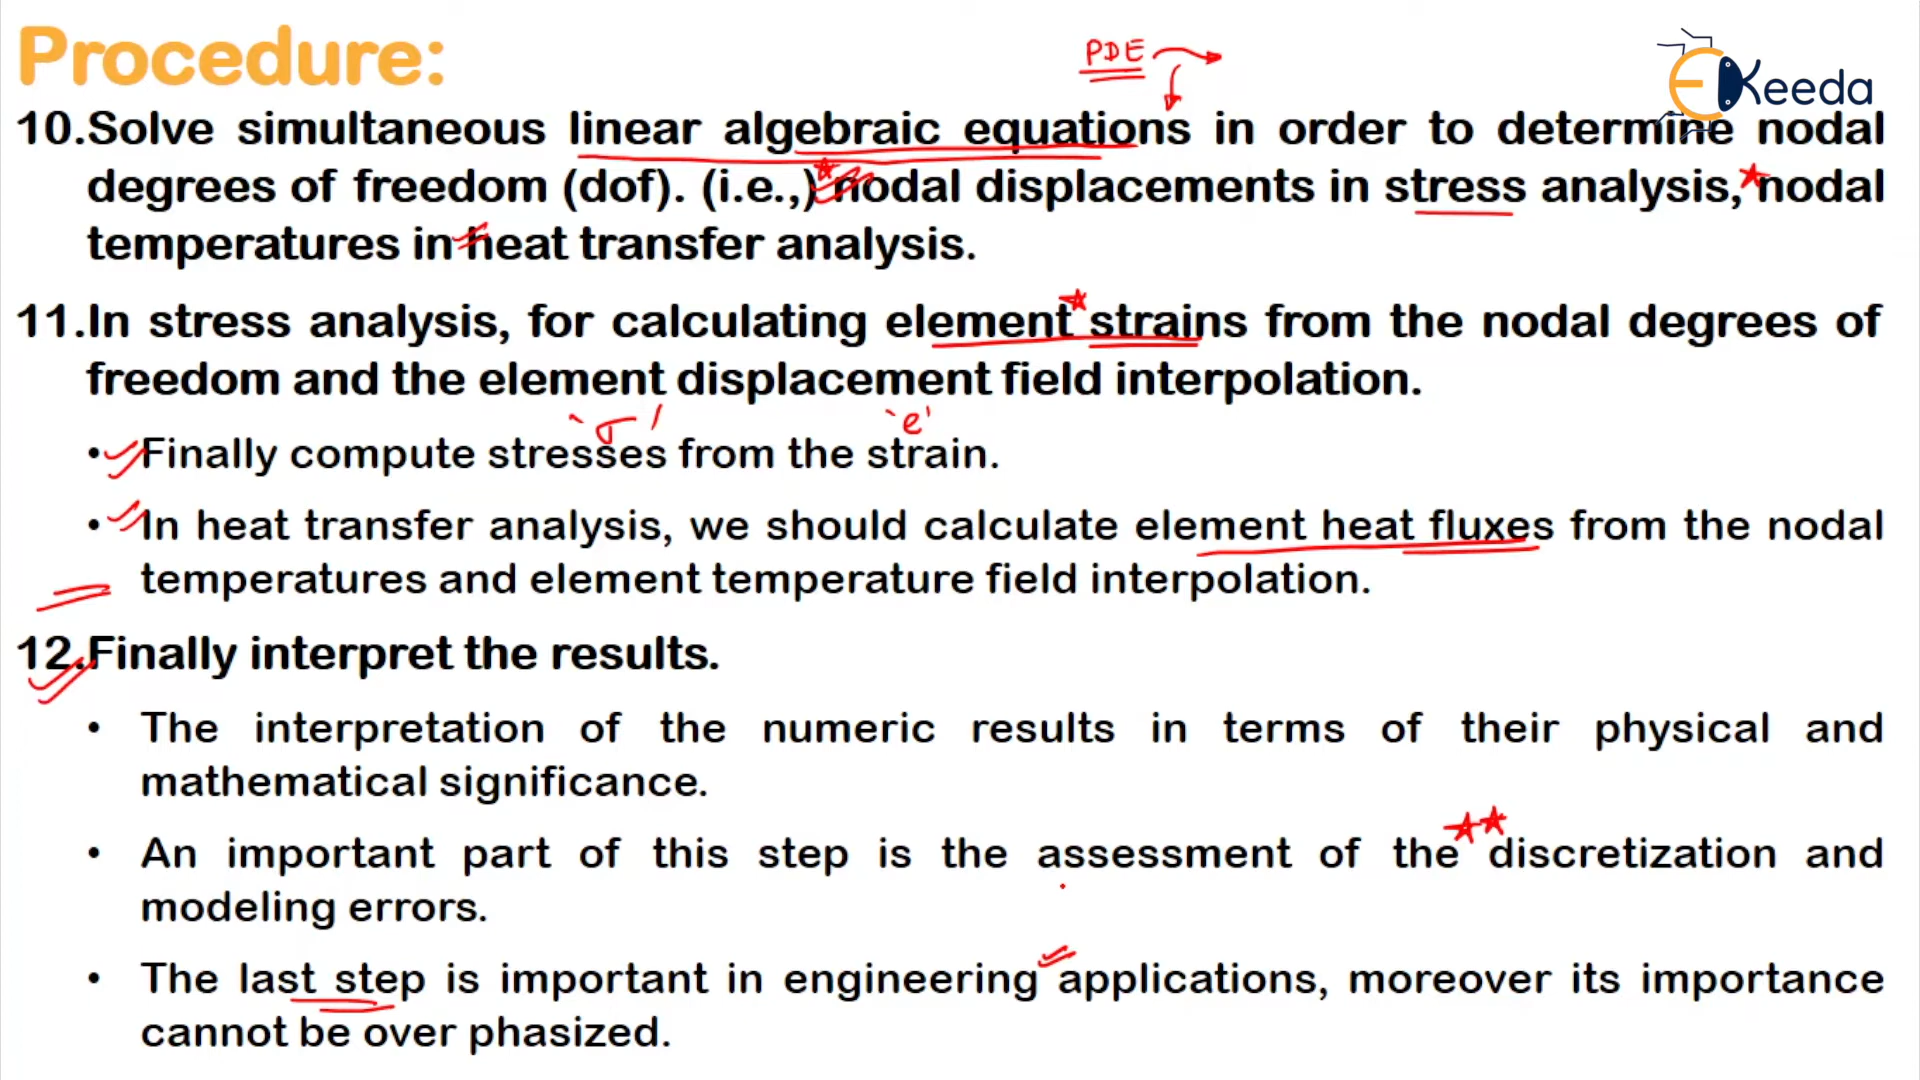 Procedure:
PDE
Keeda
10.Solve simultaneous linear algebraic equations in order to determine nodal
degrees of freedom (dof). (i.e.,) nodal displacements in stress analysis, nodal
temperatures in heat transfer analysis.
11.In stress analysis, for calculating element strains from the nodal degrees of
freedom and the element displacement field interpolation.
'σ' 'e'
• Finally compute stresses from the strain.
• In heat transfer analysis, we should calculate element heat fluxes from the nodal
temperatures and element temperature field interpolation.
12.Finally interpret the results.
• The interpretation of the numeric results in terms of their physical and
mathematical significance.
• An important part of this step is the assessment of the discretization and
modeling errors.
• The last step is important in engineering applications, moreover its importance
cannot be over phasized.